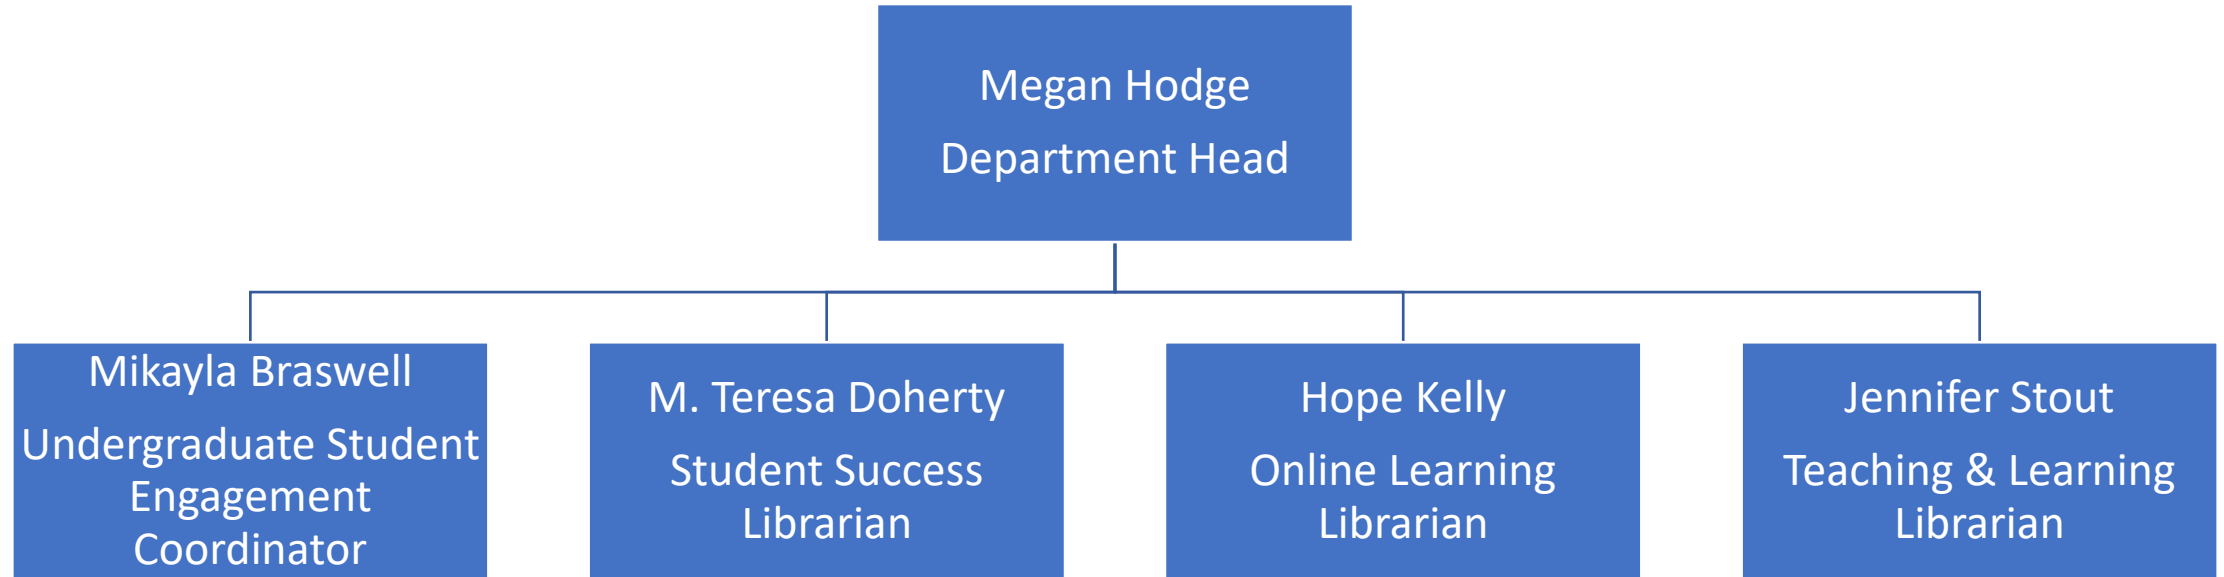 Megan Hodge
Department Head
Mikayla Braswell
Undergraduate Student
Engagement
Coordinator
M. Teresa Doherty
Student Success
Librarian
Hope Kelly
Online Learning
Librarian
Jennifer Stout
Teaching & Learning
Librarian